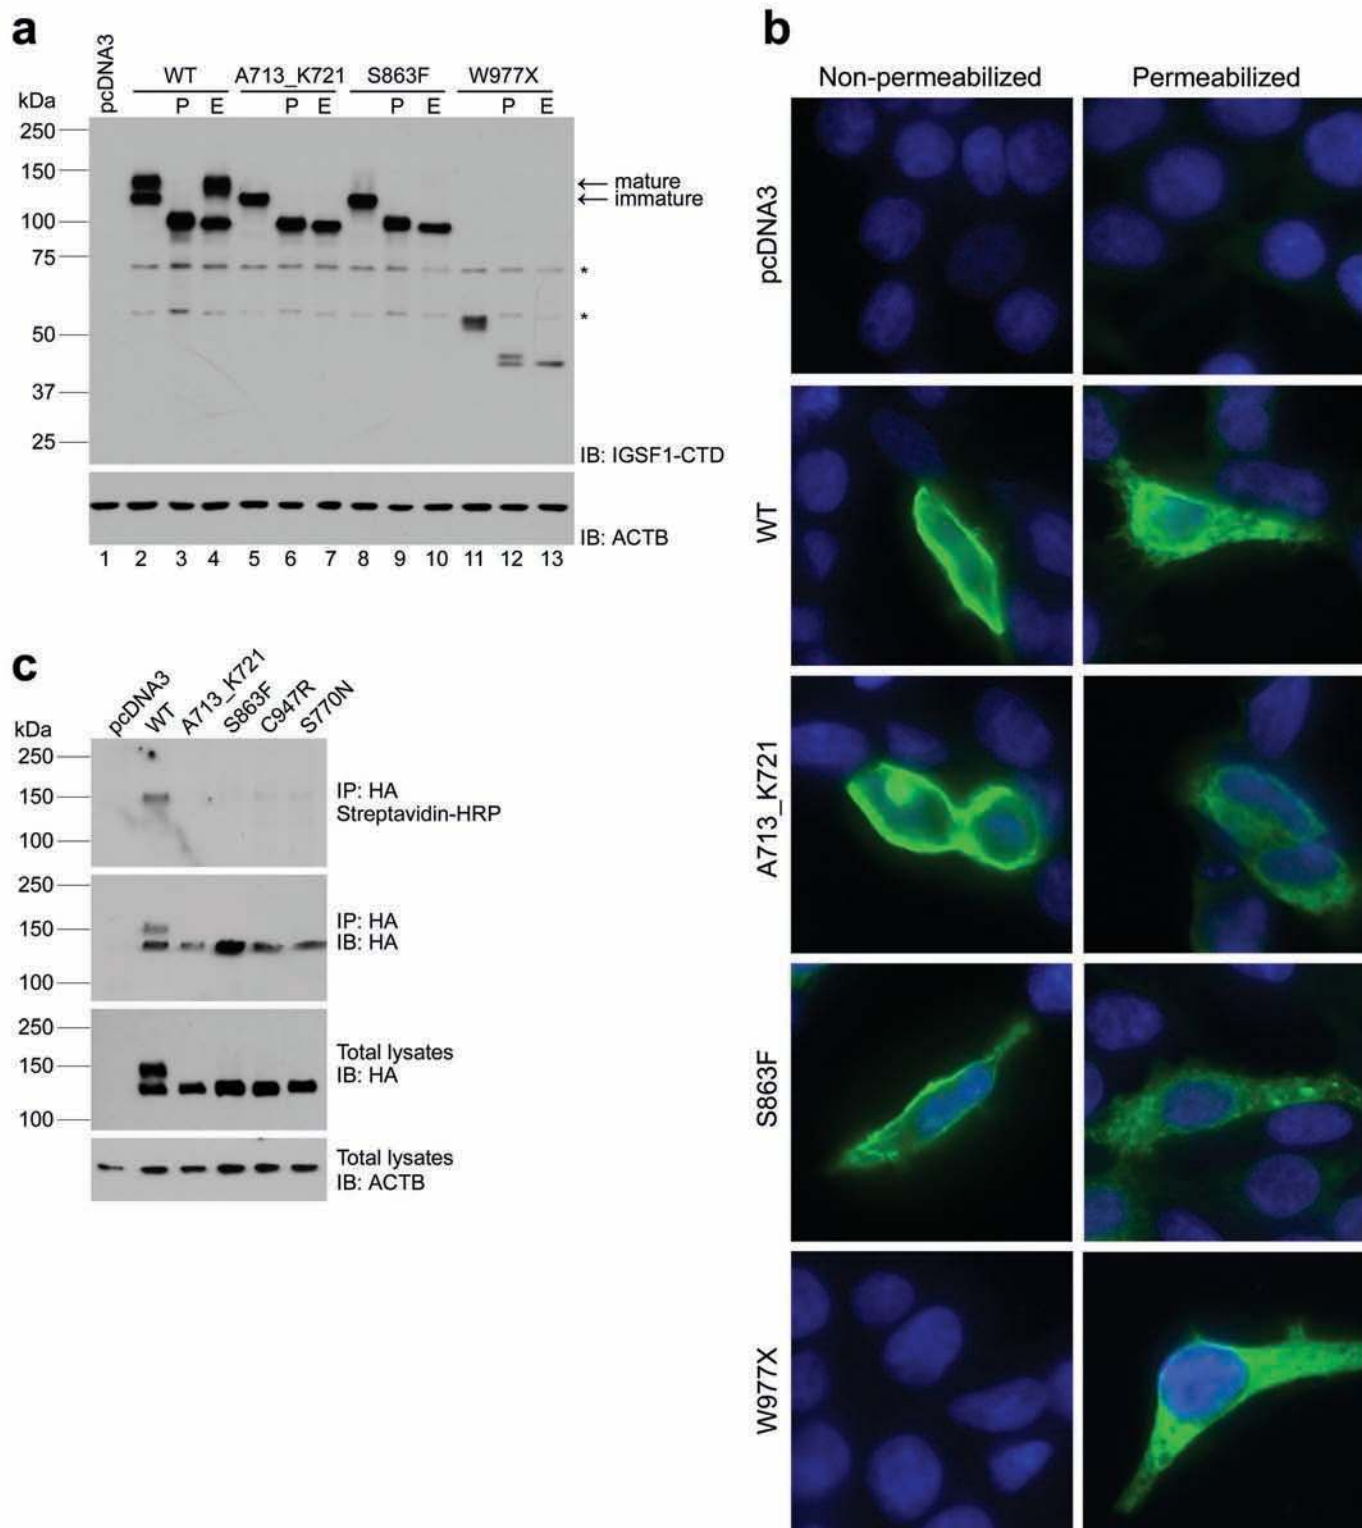 a
pcDNA3
WT A713_K721 S863F W977X
kDa P E P E P E P E
250
150
100
75
50
37
25
← mature
← immature
*
*
IB: IGSF1-CTD
IB: ACTB
1 2 3 4 5 6 7 8 9 10 11 12 13
b
Non-permeabilized Permeabilized
pcDNA3
WT
A713_K721
S863F
W977X
c
pcDNA3 WT A713_K721 S863F C947R S770N
kDa
250
150
100
IP: HA
Streptavidin-HRP
250
150
100
IP: HA
IB: HA
250
150
100
Total lysates
IB: HA
Total lysates
IB: ACTB